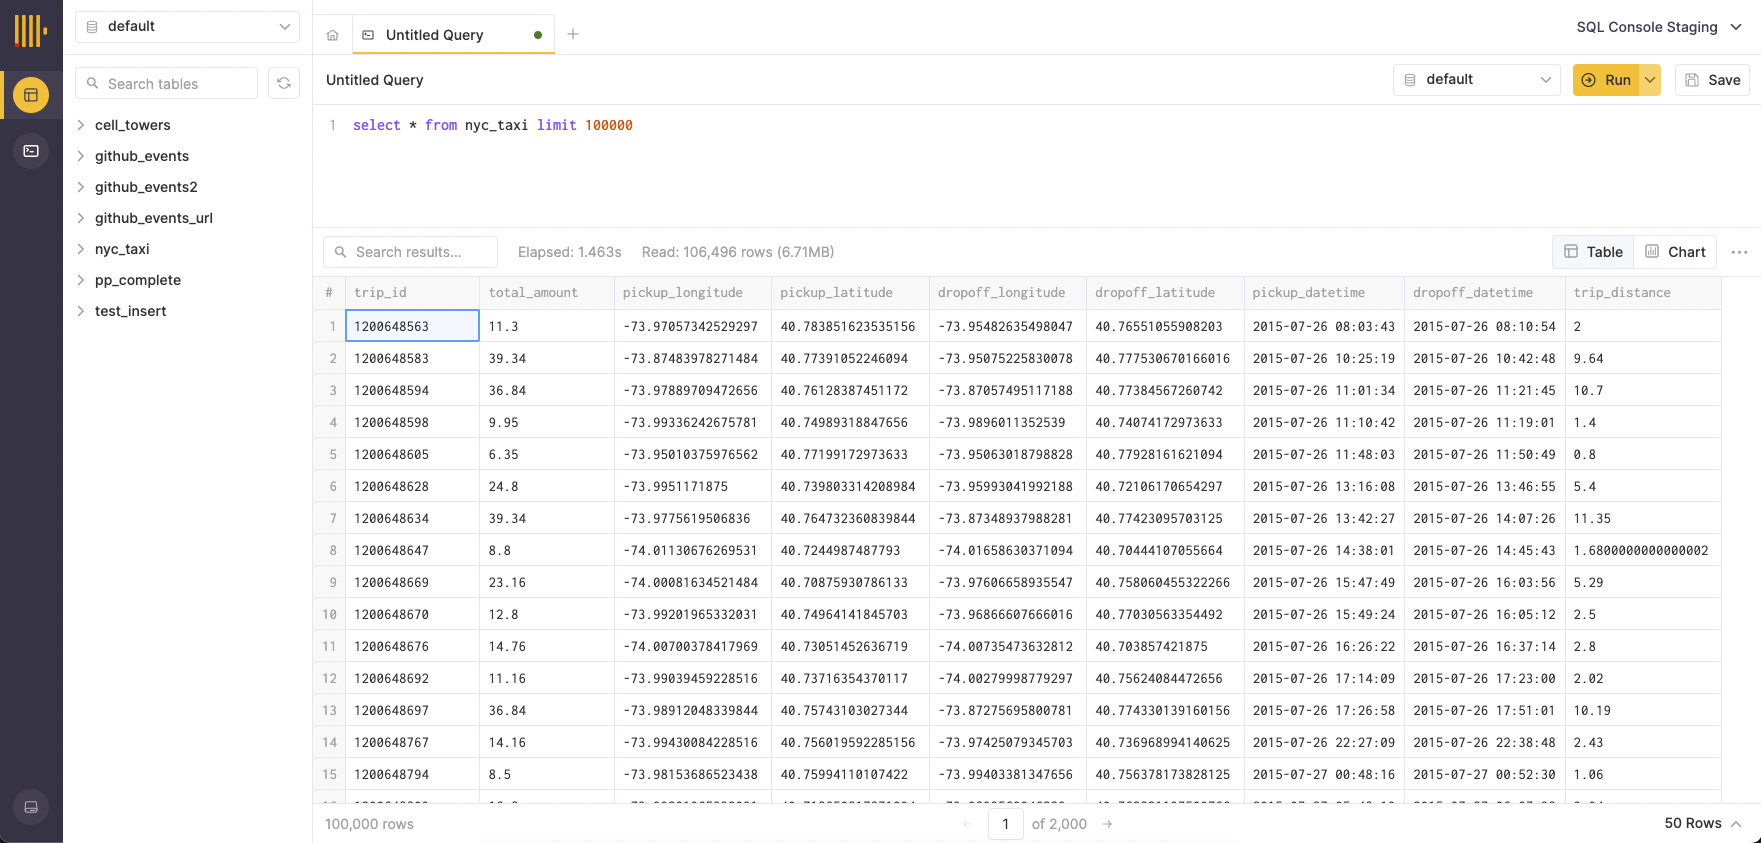 default
Untitled Query
SQL Console Staging
Search tables
Untitled Query
default
Run
Save
cell_towers
github_events
github_events2
github_events_url
nyc_taxi
pp_complete
test_insert
1 select * from nyc_taxi limit 100000
Search results... Elapsed: 1.463s Read: 106,496 rows (6.71MB) Table Chart
# trip_id total_amount pickup_longitude pickup_latitude dropoff_longitude dropoff_latitude pickup_datetime dropoff_datetime trip_distance
1 1200648563 11.3 -73.97057342529297 40.783851623535156 -73.95482635498047 40.76551055908203 2015-07-26 08:03:43 2015-07-26 08:10:54 2
2 1200648583 39.34 -73.87483978271484 40.77391052246094 -73.95075225830078 40.777530670166016 2015-07-26 10:25:19 2015-07-26 10:42:48 9.64
3 1200648594 36.84 -73.97889709472656 40.76128387451172 -73.87057495117188 40.77384567260742 2015-07-26 11:01:34 2015-07-26 11:21:45 10.7
4 1200648598 9.95 -73.99336242675781 40.74989318847656 -73.9896011352539 40.74074172973633 2015-07-26 11:10:42 2015-07-26 11:19:01 1.4
5 1200648605 6.35 -73.95010375976562 40.77199172973633 -73.95063018798828 40.77928161621094 2015-07-26 11:48:03 2015-07-26 11:50:49 0.8
6 1200648628 24.8 -73.9951171875 40.739803314208984 -73.95993041992188 40.72106170654297 2015-07-26 13:16:08 2015-07-26 13:46:55 5.4
7 1200648634 39.34 -73.9775619506836 40.764732360839844 -73.87348937988281 40.77423095703125 2015-07-26 13:42:27 2015-07-26 14:07:26 11.35
8 1200648647 8.8 -74.01130676269531 40.7244987487793 -74.01658630371094 40.70444107055664 2015-07-26 14:38:01 2015-07-26 14:45:43 1.6800000000000002
9 1200648669 23.16 -74.00081634521484 40.70875930786133 -73.97606658935547 40.758060455322266 2015-07-26 15:47:49 2015-07-26 16:03:56 5.29
10 1200648670 12.8 -73.99201965332031 40.74964141845703 -73.96866607666016 40.77030563354492 2015-07-26 15:49:24 2015-07-26 16:05:12 2.5
11 1200648676 14.76 -74.00700378417969 40.73051452636719 -74.00735473632812 40.703857421875 2015-07-26 16:26:22 2015-07-26 16:37:14 2.8
12 1200648692 11.16 -73.99039459228516 40.73716354370117 -74.00279998779297 40.75624084472656 2015-07-26 17:14:09 2015-07-26 17:23:00 2.02
13 1200648697 36.84 -73.98912048339844 40.75743103027344 -73.87275695800781 40.774330139160156 2015-07-26 17:26:58 2015-07-26 17:51:01 10.19
14 1200648767 14.16 -73.99430084228516 40.756019592285156 -73.97425079345703 40.736968994140625 2015-07-26 22:27:09 2015-07-26 22:38:48 2.43
15 1200648794 8.5 -73.98153686523438 40.75994110107422 -73.99403381347656 40.756378173828125 2015-07-27 00:48:16 2015-07-27 00:52:30 1.06
100,000 rows 1 of 2,000 50 Rows